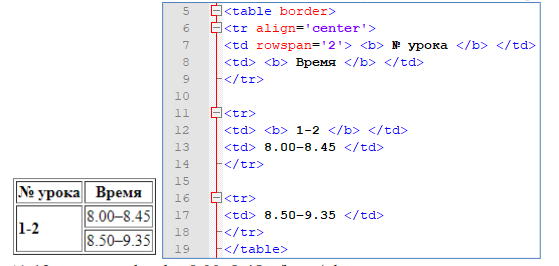 № урока Время
1-2 8.00–8.45
8.50–9.35
5 <table border>
6 <tr align='center'>
7 <td rowspan='2'> <b> № урока </b> </td>
8 <td> <b> Время </b> </td>
9 </tr>
10
11 <tr>
12 <td> <b> 1-2 </b> </td>
13 <td> 8.00-8.45 </td>
14 </tr>
15
16 <tr>
17 <td> 8.50-9.35 </td>
18 </tr>
19 </table>